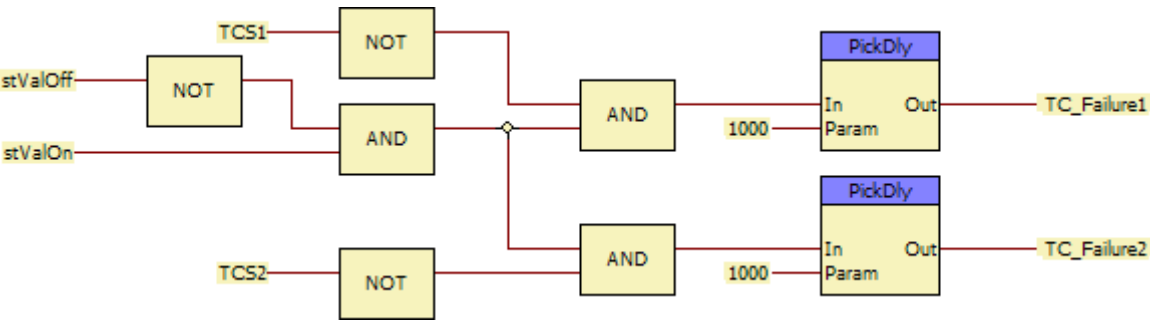 TCS1
NOT
PickDly
stValOff
NOT
In
Out
TC_Failure1
AND
1000
Param
AND
stValOn
PickDly
In
Out
TC_Failure2
AND
TCS2
NOT
1000
Param